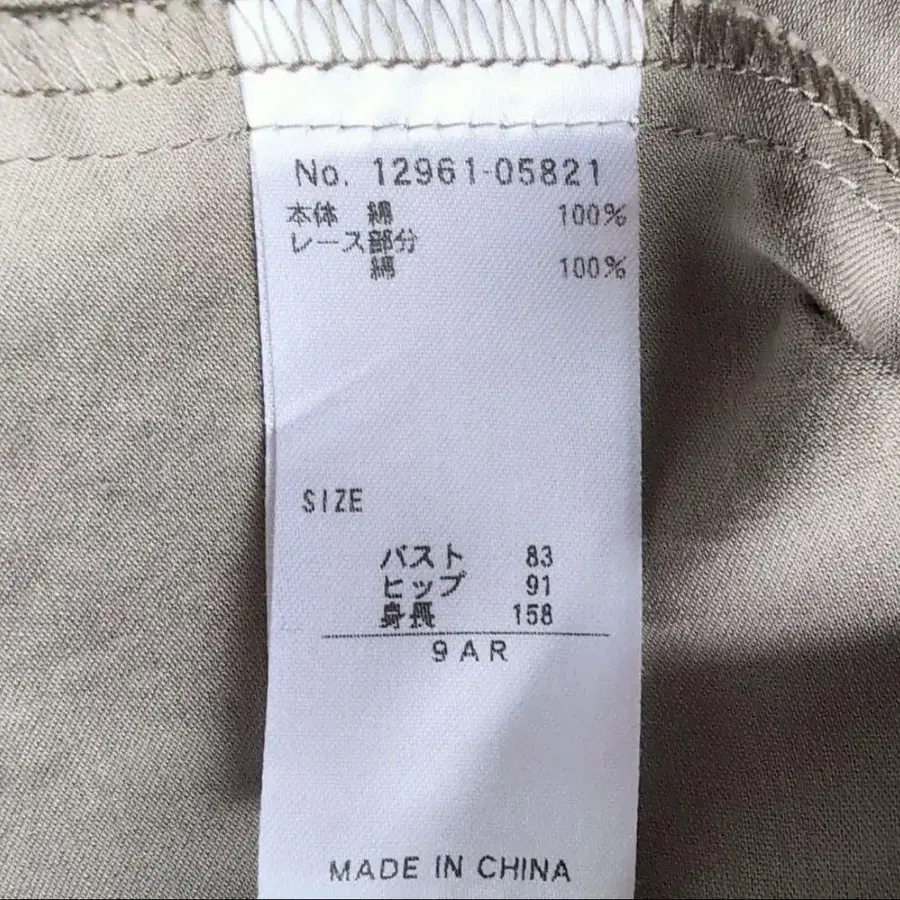 No. 12961-05821
本体 綿 100%
レース部分
綿 100%
SIZE
バスト 83
ヒップ 91
身長 158
9AR
MADE IN CHINA